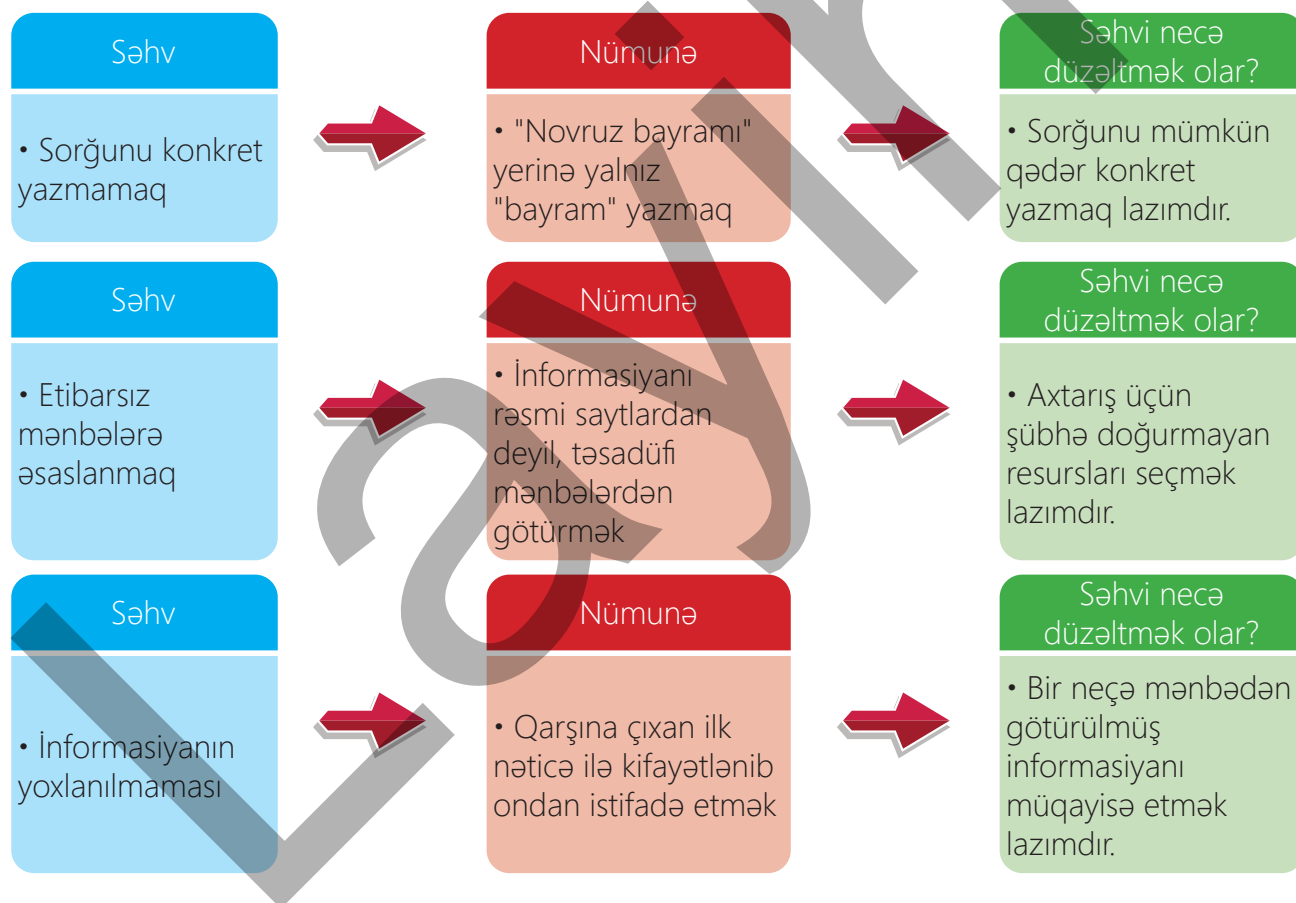 Səhv
• Sorğunu konkret
yazmamaq
Nümunə
• "Novruz bayramı"
yerinə yalnız
"bayram" yazmaq
Səhvi necə
düzəltmək olar?
• Sorğunu mümkün
qədər konkret
yazmaq lazımdır.
Səhv
• Etibarsız
mənbələrə
əsaslanmaq
Nümunə
• İnformasiyanı
rəsmi saytlardan
deyil, təsadüfi
mənbələrdən
götürmək
Səhvi necə
düzəltmək olar?
• Axtarış üçün
şübhə doğurmayan
resursları seçmək
lazımdır.
Səhv
• İnformasiyanın
yoxlanılmaması
Nümunə
• Qarşına çıxan ilk
nəticə ilə kifayətlənib
ondan istifadə etmək
Səhvi necə
düzəltmək olar?
• Bir neçə mənbədən
götürülmüş
informasiyanı
müqayisə etmək
lazımdır.